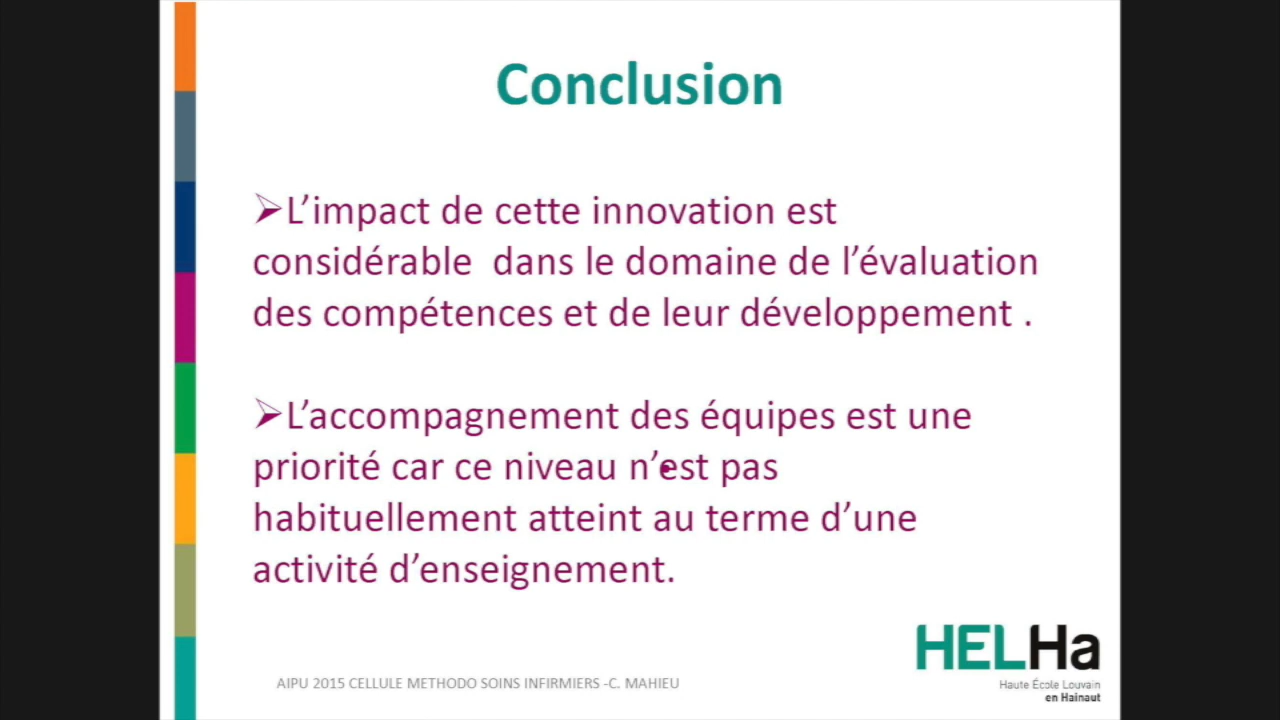 Conclusion
➢L’impact de cette innovation est
considérable  dans le domaine de l’évaluation
des compétences et de leur développement .
➢L’accompagnement des équipes est une
priorité car ce niveau n’est pas
habituellement atteint au terme d’une
activité d’enseignement.
HELHa
Haute École Louvain
en Hainaut
AIPU 2015 CELLULE METHODO SOINS INFIRMIERS -C. MAHIEU